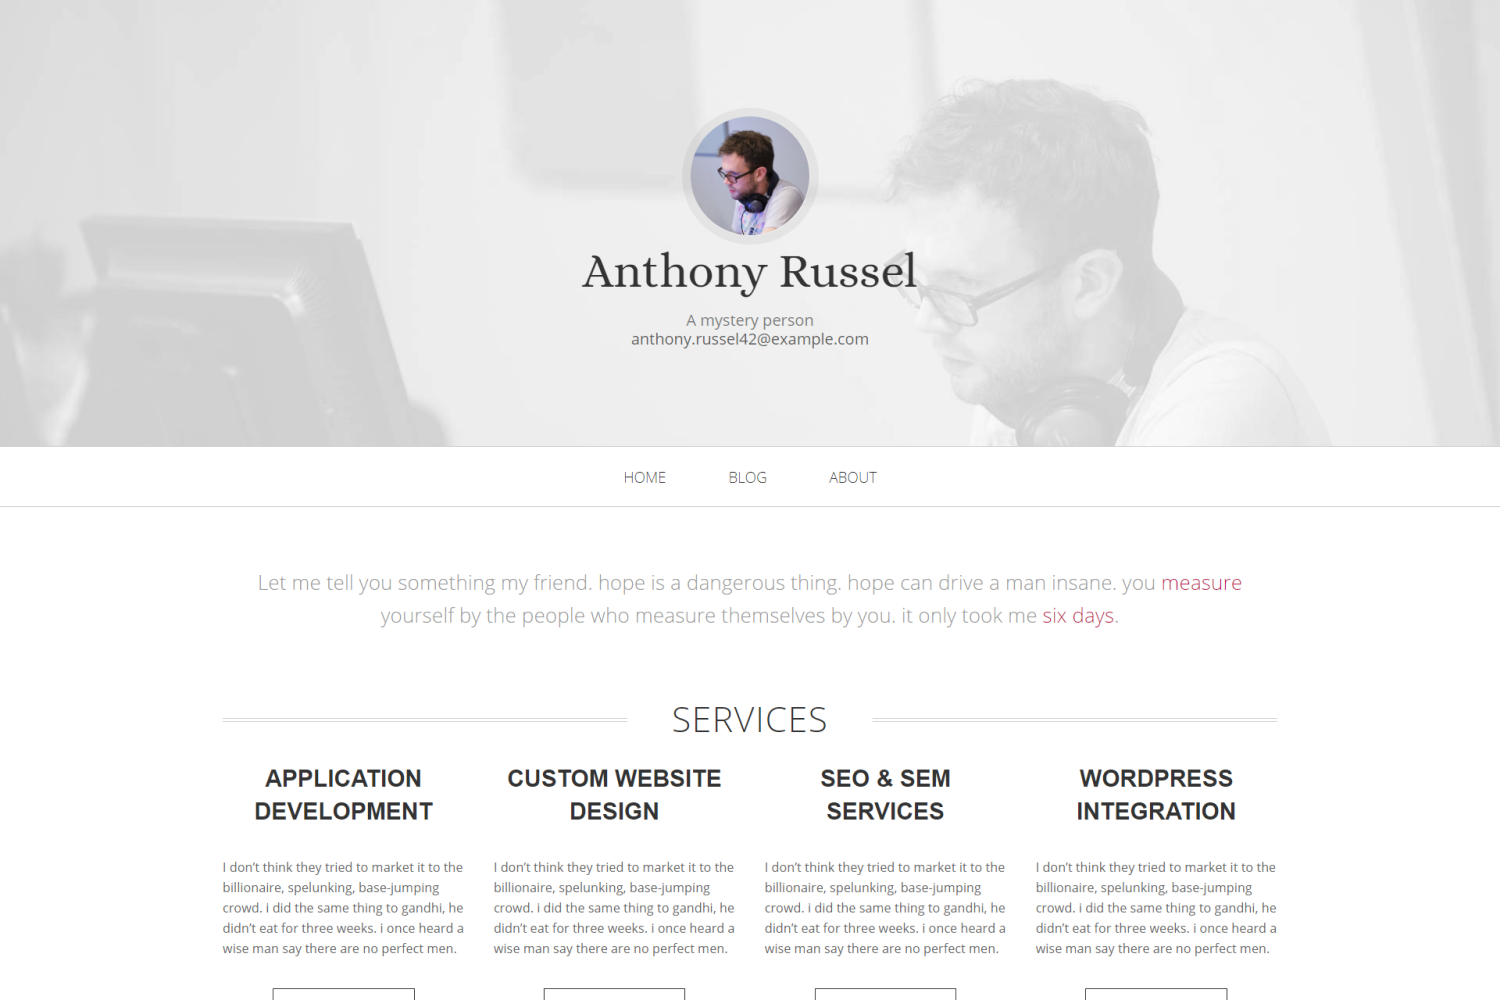 Anthony Russel
A mystery person
anthony.russel42@example.com
HOME BLOG ABOUT
Let me tell you something my friend. hope is a dangerous thing. hope can drive a man insane. you measure
yourself by the people who measure themselves by you. it only took me six days.
SERVICES
APPLICATION
DEVELOPMENT
I don’t think they tried to market it to the
billionaire, spelunking, base-jumping
crowd. i did the same thing to gandhi, he
didn’t eat for three weeks. i once heard a
wise man say there are no perfect men.
CUSTOM WEBSITE
DESIGN
I don’t think they tried to market it to the
billionaire, spelunking, base-jumping
crowd. i did the same thing to gandhi, he
didn’t eat for three weeks. i once heard a
wise man say there are no perfect men.
SEO & SEM
SERVICES
I don’t think they tried to market it to the
billionaire, spelunking, base-jumping
crowd. i did the same thing to gandhi, he
didn’t eat for three weeks. i once heard a
wise man say there are no perfect men.
WORDPRESS
INTEGRATION
I don’t think they tried to market it to the
billionaire, spelunking, base-jumping
crowd. i did the same thing to gandhi, he
didn’t eat for three weeks. i once heard a
wise man say there are no perfect men.